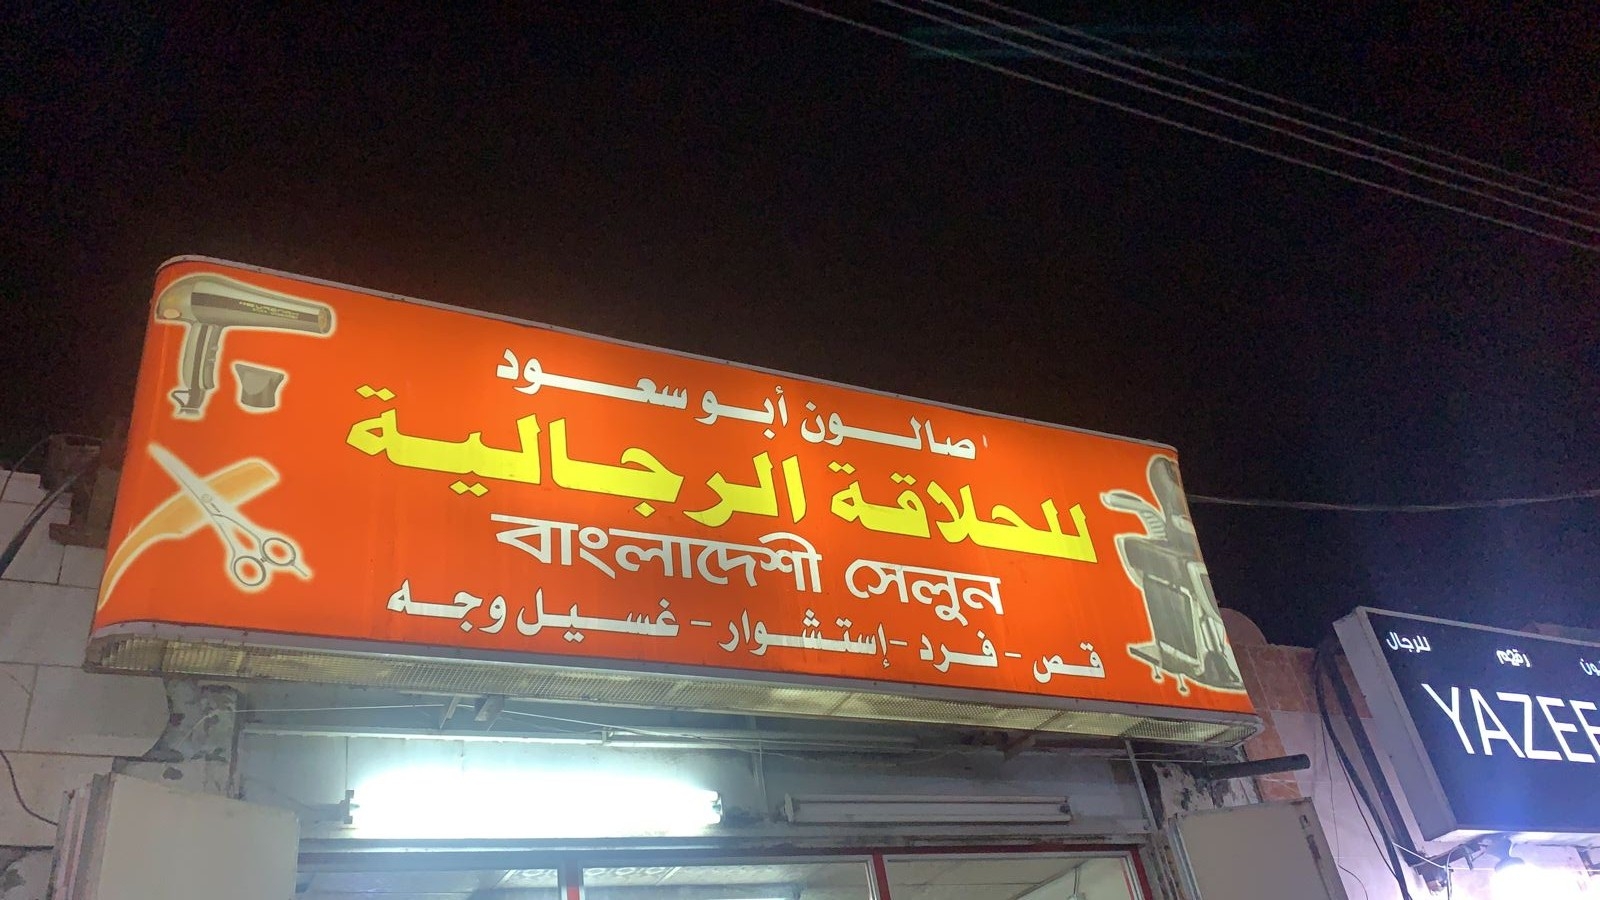 صالون أبو سعود
للحلاقة الرجالية
বাংলাদেশী সেলুন
قص - فرد - إستشوار - غسيل وجه
للرجال
YAZEE